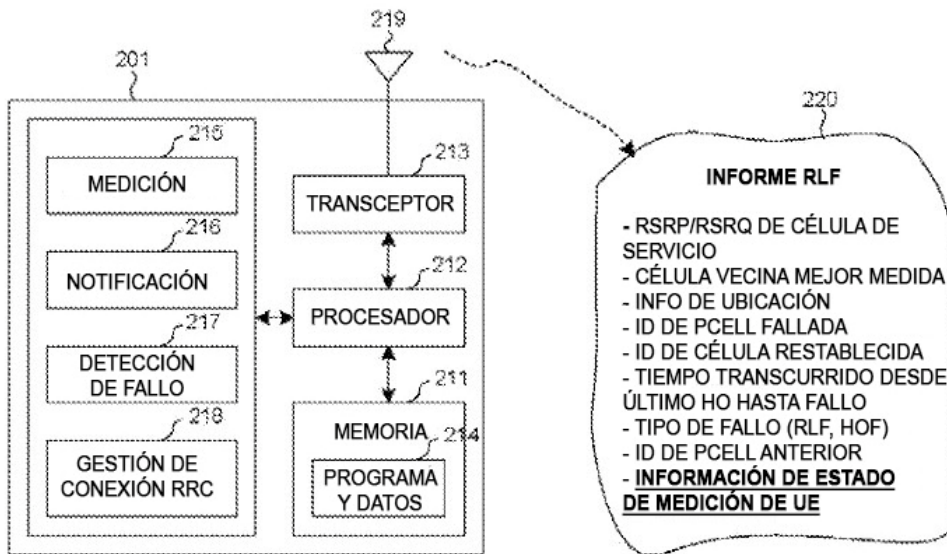 219
201
220
215
MEDICIÓN
213
TRANSCEPTOR
216
NOTIFICACIÓN
212
PROCESADOR
217
DETECCIÓN
DE FALLO
211
MEMORIA
218
GESTIÓN DE
CONEXIÓN RRC
214
PROGRAMA
Y DATOS
INFORME RLF
- RSRP/RSRQ DE CÉLULA DE
SERVICIO
- CÉLULA VECINA MEJOR MEDIDA
- INFO DE UBICACIÓN
- ID DE PCELL FALLADA
- ID DE CÉLULA RESTABLECIDA
- TIEMPO TRANSCURRIDO DESDE
ÚLTIMO HO HASTA FALLO
- TIPO DE FALLO (RLF, HOF)
- ID DE PCELL ANTERIOR
- INFORMACIÓN DE ESTADO
DE MEDICIÓN DE UE